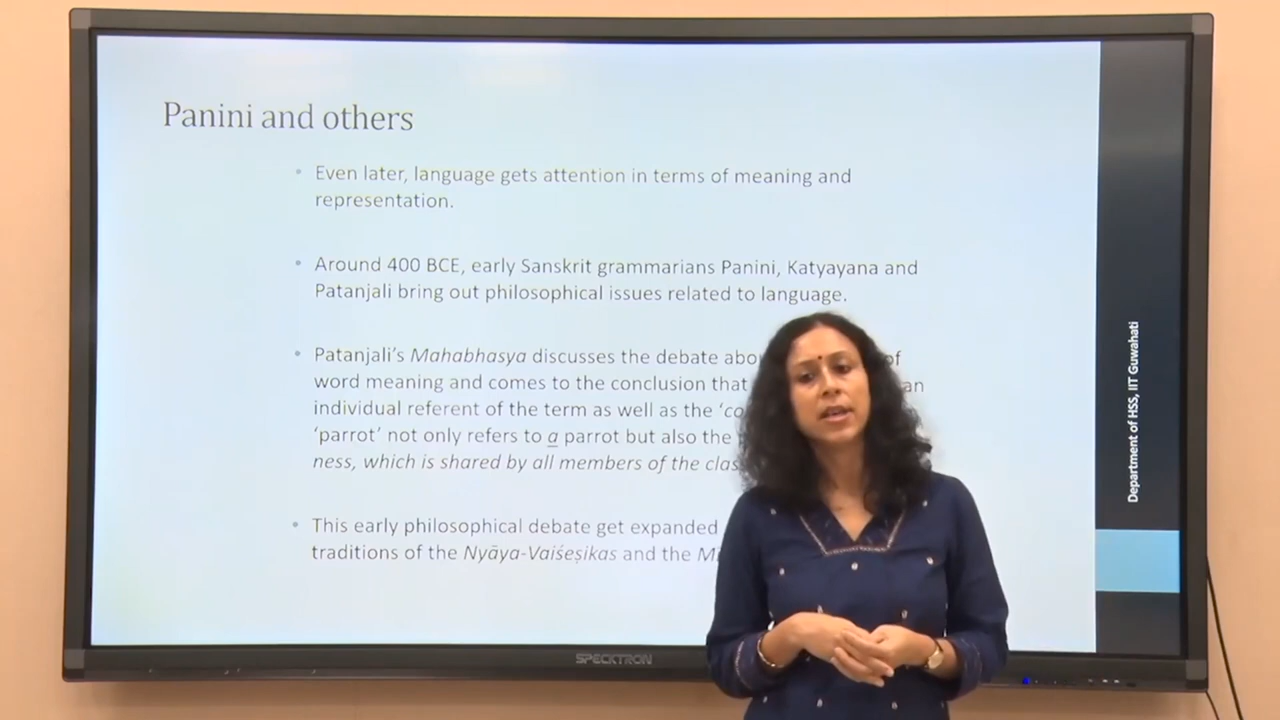 Panini and others
• Even later, language gets attention in terms of meaning and
representation.
• Around 400 BCE, early Sanskrit grammarians Panini, Katyayana and
Patanjali bring out philosophical issues related to language.
• Patanjali's Mahabhasya discusses the debate of
word meaning and comes to the conclusion that an
individual referent of the term as well as the
'parrot' not only refers to a parrot but also the
ness, which is shared by all members of the
• This early philosophical debate get expanded
traditions of the Nyāya-Vaiśeṣikas and the
Department of HSS, IIT Guwahati
SPECKTRON